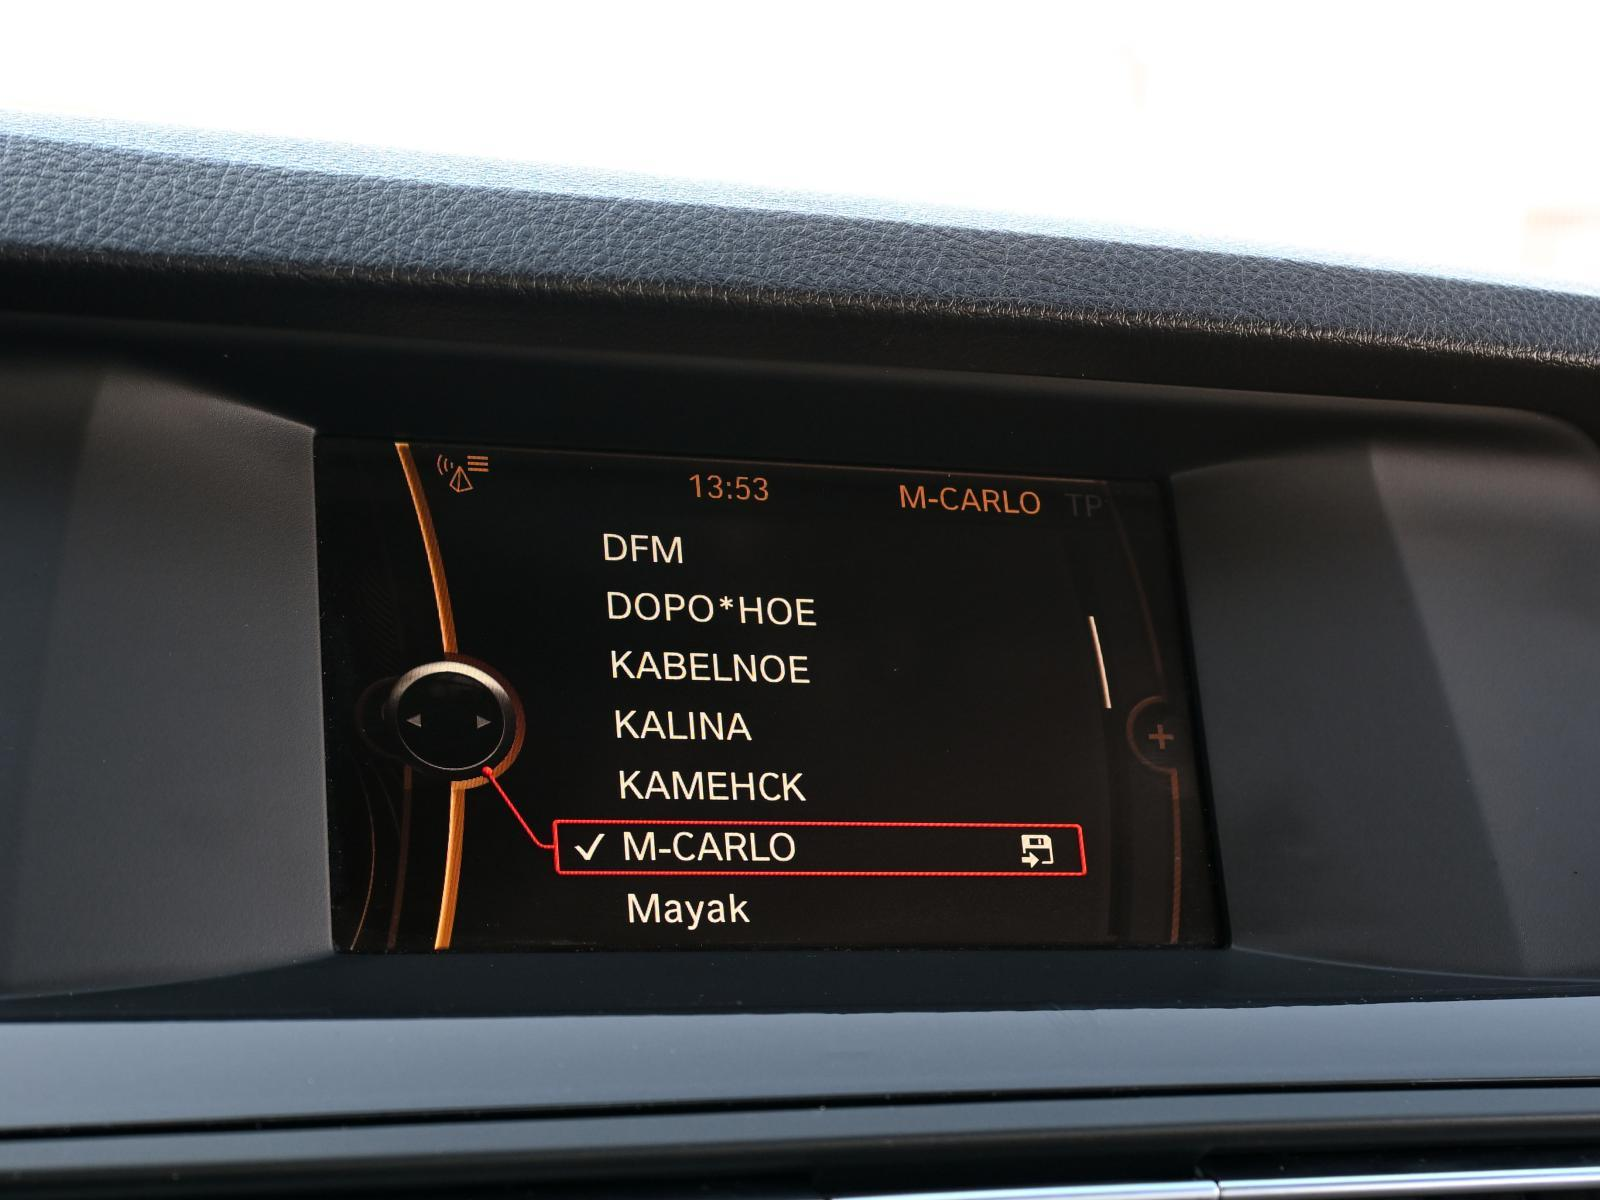 13:53 M-CARLO TP
DFM
DOPO*HOE
KABELNOE
KALINA
KAMEHCK
✓ M-CARLO
Mayak